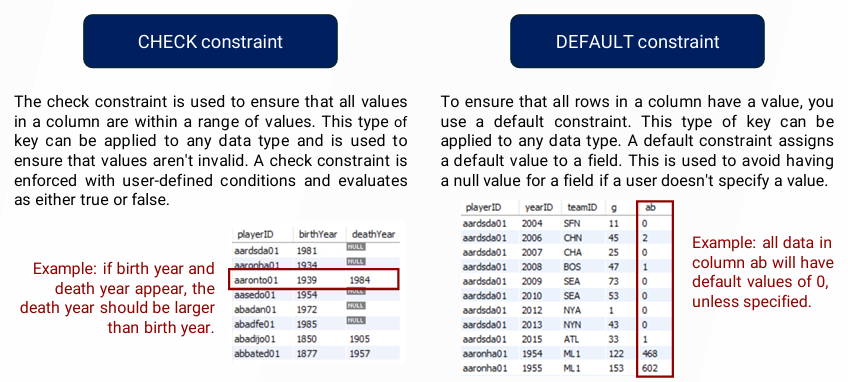 CHECK constraint
The check constraint is used to ensure that all values
in a column are within a range of values. This type of
key can be applied to any data type and is used to
ensure that values aren't invalid. A check constraint is
enforced with user-defined conditions and evaluates
as either true or false.
Example: if birth year and
death year appear, the
death year should be larger
than birth year.
playerID birthYear deathYear
aardsda01 1981 NULL
aaronha01 1934 NULL
aaronto01 1939 1984
aasedo01 1954 NULL
abadan01 1972 NULL
abadfe01 1985 NULL
abadijo01 1850 1905
abbated01 1877 1957
DEFAULT constraint
To ensure that all rows in a column have a value, you
use a default constraint. This type of key can be
applied to any data type. A default constraint assigns
a default value to a field. This is used to avoid having
a null value for a field if a user doesn't specify a value.
playerID yearID teamID g ab
aardsda01 2004 SFN 11 0
aardsda01 2006 CHN 45 2
aardsda01 2007 CHA 25 0
aardsda01 2008 BOS 47 1
aardsda01 2009 SEA 73 0
aardsda01 2010 SEA 53 0
aardsda01 2012 NYA 1 0
aardsda01 2013 NYN 43 0
aardsda01 2015 ATL 33 1
aaronha01 1954 ML1 122 468
aaronha01 1955 ML1 153 602
Example: all data in
column ab will have
default values of 0,
unless specified.